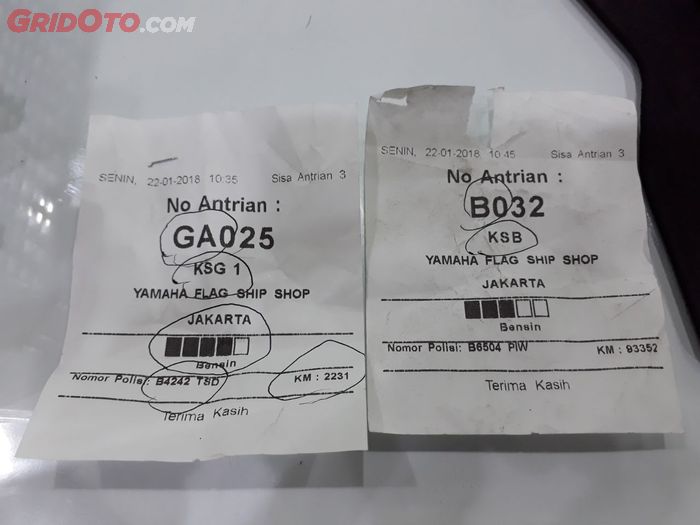 GRIDOTO.COM
SENIN, 22-01-2018 10:35 Sisa Antrian 3
No Antrian :
GA025
KSG 1
YAMAHA FLAG SHIP SHOP
JAKARTA
Bensin
Nomor Polisi: B4242 TSD KM : 2231
Terima Kasih
SENIN, 22-01-2018 10:45 Sisa Antrian 3
No Antrian :
B032
KSB
YAMAHA FLAG SHIP SHOP
JAKARTA
Bensin
Nomor Polisi: B6504 PIW KM : 93352
Terima Kasih